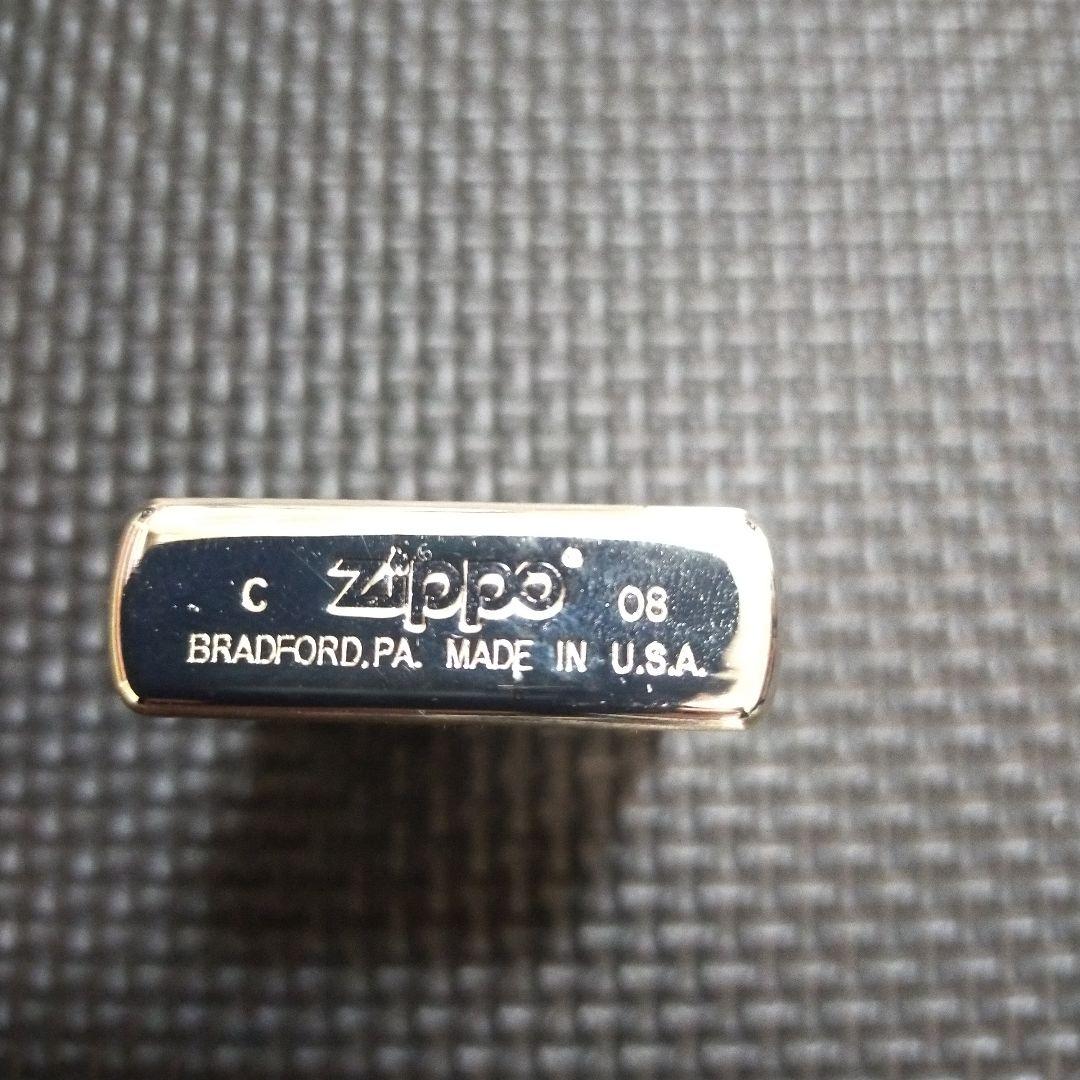 C Zippo® 08
BRADFORD,PA. MADE IN U.S.A.